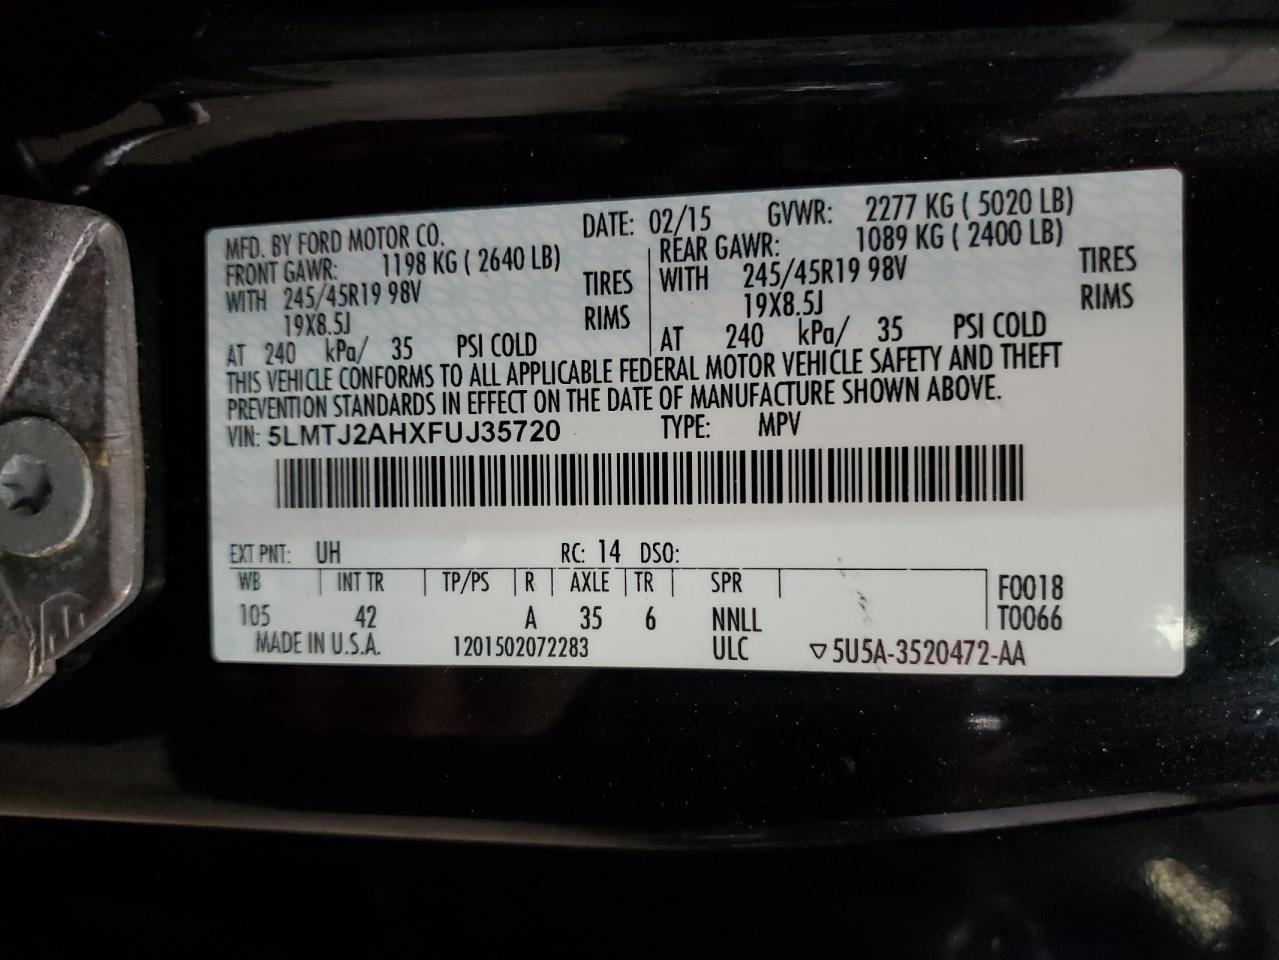 MFD. BY FORD MOTOR CO. DATE: 02/15 GVWR: 2277 KG ( 5020 LB)
FRONT GAWR: 1198 KG ( 2640 LB) REAR GAWR: 1089 KG ( 2400 LB)
WITH 245/45R19 98V TIRES WITH 245/45R19 98V TIRES
19X8.5J RIMS 19X8.5J RIMS
AT 240 kPa/ 35 PSI COLD AT 240 kPa/ 35 PSI COLD
THIS VEHICLE CONFORMS TO ALL APPLICABLE FEDERAL MOTOR VEHICLE SAFETY AND THEFT
PREVENTION STANDARDS IN EFFECT ON THE DATE OF MANUFACTURE SHOWN ABOVE.
VIN: 5LMTJ2AHXFUJ35720 TYPE: MPV
EXT PNT: UH RC: 14 DSO:
WB INT TR TP/PS R AXLE TR SPR F0018
105 42 A 35 6 NNLL T0066
MADE IN U.S.A. 1201502072283 ULC ▽5U5A-3520472-AA